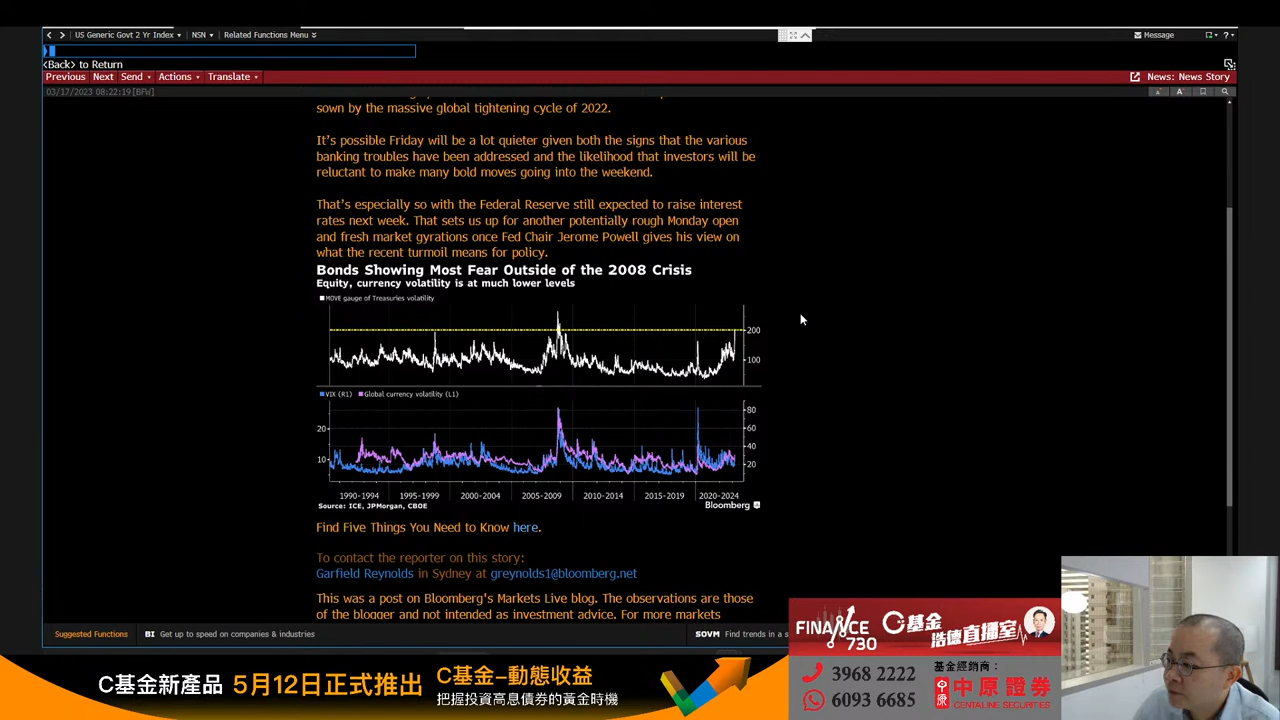 US Generic Govt 2 Yr Index
NSN
Related Functions Menu
Message
<Back> to Return
Previous Next Send Actions Translate
News: News Story
03/17/2023 08:22:19 [BFW]
sown by the massive global tightening cycle of 2022.
It's possible Friday will be a lot quieter given both the signs that the various
banking troubles have been addressed and the likelihood that investors will be
reluctant to make many bold moves going into the weekend.
That's especially so with the Federal Reserve still expected to raise interest
rates next week. That sets us up for another potentially rough Monday open
and fresh market gyrations once Fed Chair Jerome Powell gives his view on
what the recent turmoil means for policy.
Bonds Showing Most Fear Outside of the 2008 Crisis
Equity, currency volatility is at much lower levels
MOVE gauge of Treasuries volatility
200
100
VIX (R1) Global currency volatility (L1)
80
20 60
40
10 20
1990-1994 1995-1999 2000-2004 2005-2009 2010-2014 2015-2019 2020-2024
Source: ICE, JPMorgan, CBOE
Bloomberg
Find Five Things You Need to Know here.
To contact the reporter on this story:
Garfield Reynolds in Sydney at greynolds1@bloomberg.net
This was a post on Bloomberg's Markets Live blog. The observations are those
of the blogger and not intended as investment advice. For more markets
Suggested Functions
BI Get up to speed on companies & industries
SOVM Find trends in a s
FINANCE
730
C基金
浩德直播室
3968 2222
6093 6685
基金經銷商：
中原證券
CENTALINE SECURITIES
C基金新產品 5月12日正式推出
C基金-動態收益
把握投資高息債券的黃金時機